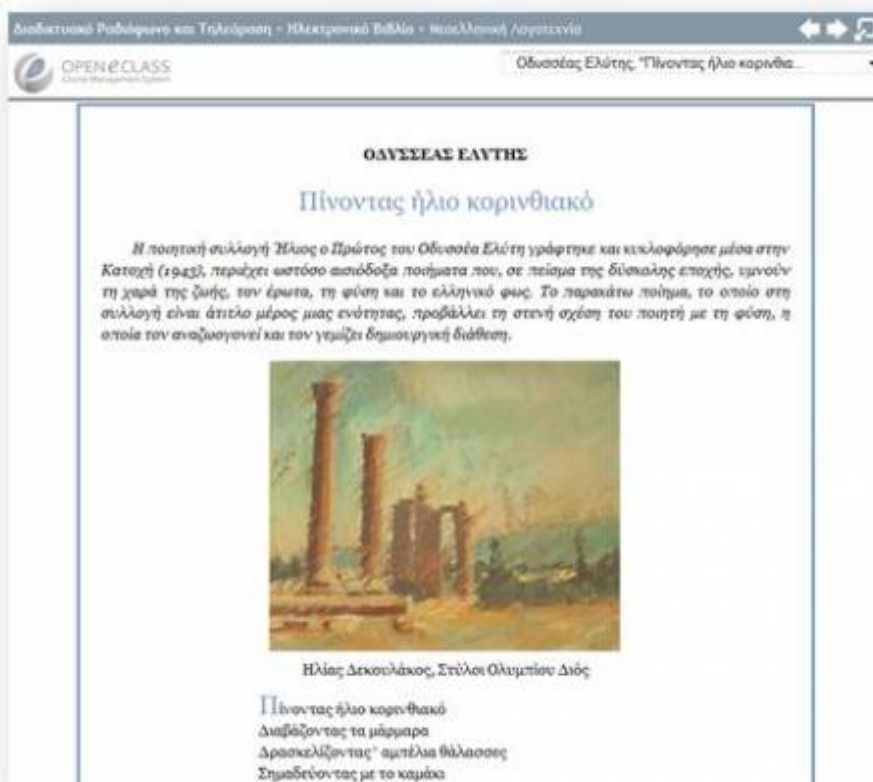 Διαδικτυακό Ραδιόφωνο και Τηλεόραση » Ηλεκτρονικό Βιβλίο » Νεοελληνική Λογοτεχνία
OPEN eCLASS
Course Management System
Οδυσσέας Ελύτης, "Πίνοντας ήλιο κορινθια...
ΟΔΥΣΣΕΑΣ ΕΛΥΤΗΣ
Πίνοντας ήλιο κορινθιακό
Η ποιητική συλλογή Ήλιος ο Πρώτος του Οδυσσέα Ελύτη γράφτηκε και κυκλοφόρησε μέσα στην
Κατοχή (1943), περιέχει ωστόσο αισιόδοξα ποιήματα που, σε πείσμα της δύσκολης εποχής, υμνούν
τη χαρά της ζωής, τον έρωτα, τη φύση και το ελληνικό φως. Το παρακάτω ποίημα, το οποίο στη
συλλογή είναι άτιτλο μέρος μιας ενότητας, προβάλλει τη στενή σχέση του ποιητή με τη φύση, η
οποία τον αναζωογονεί και τον γεμίζει δημιουργική διάθεση.
Ηλίας Δεκουλάκος, Στύλοι Ολυμπίου Διός
Πίνοντας ήλιο κορινθιακό
Διαβάζοντας τα μάρμαρα
Δρασκελίζοντας* αμπέλια θάλασσες
Σημαδεύοντας με το καμάκι